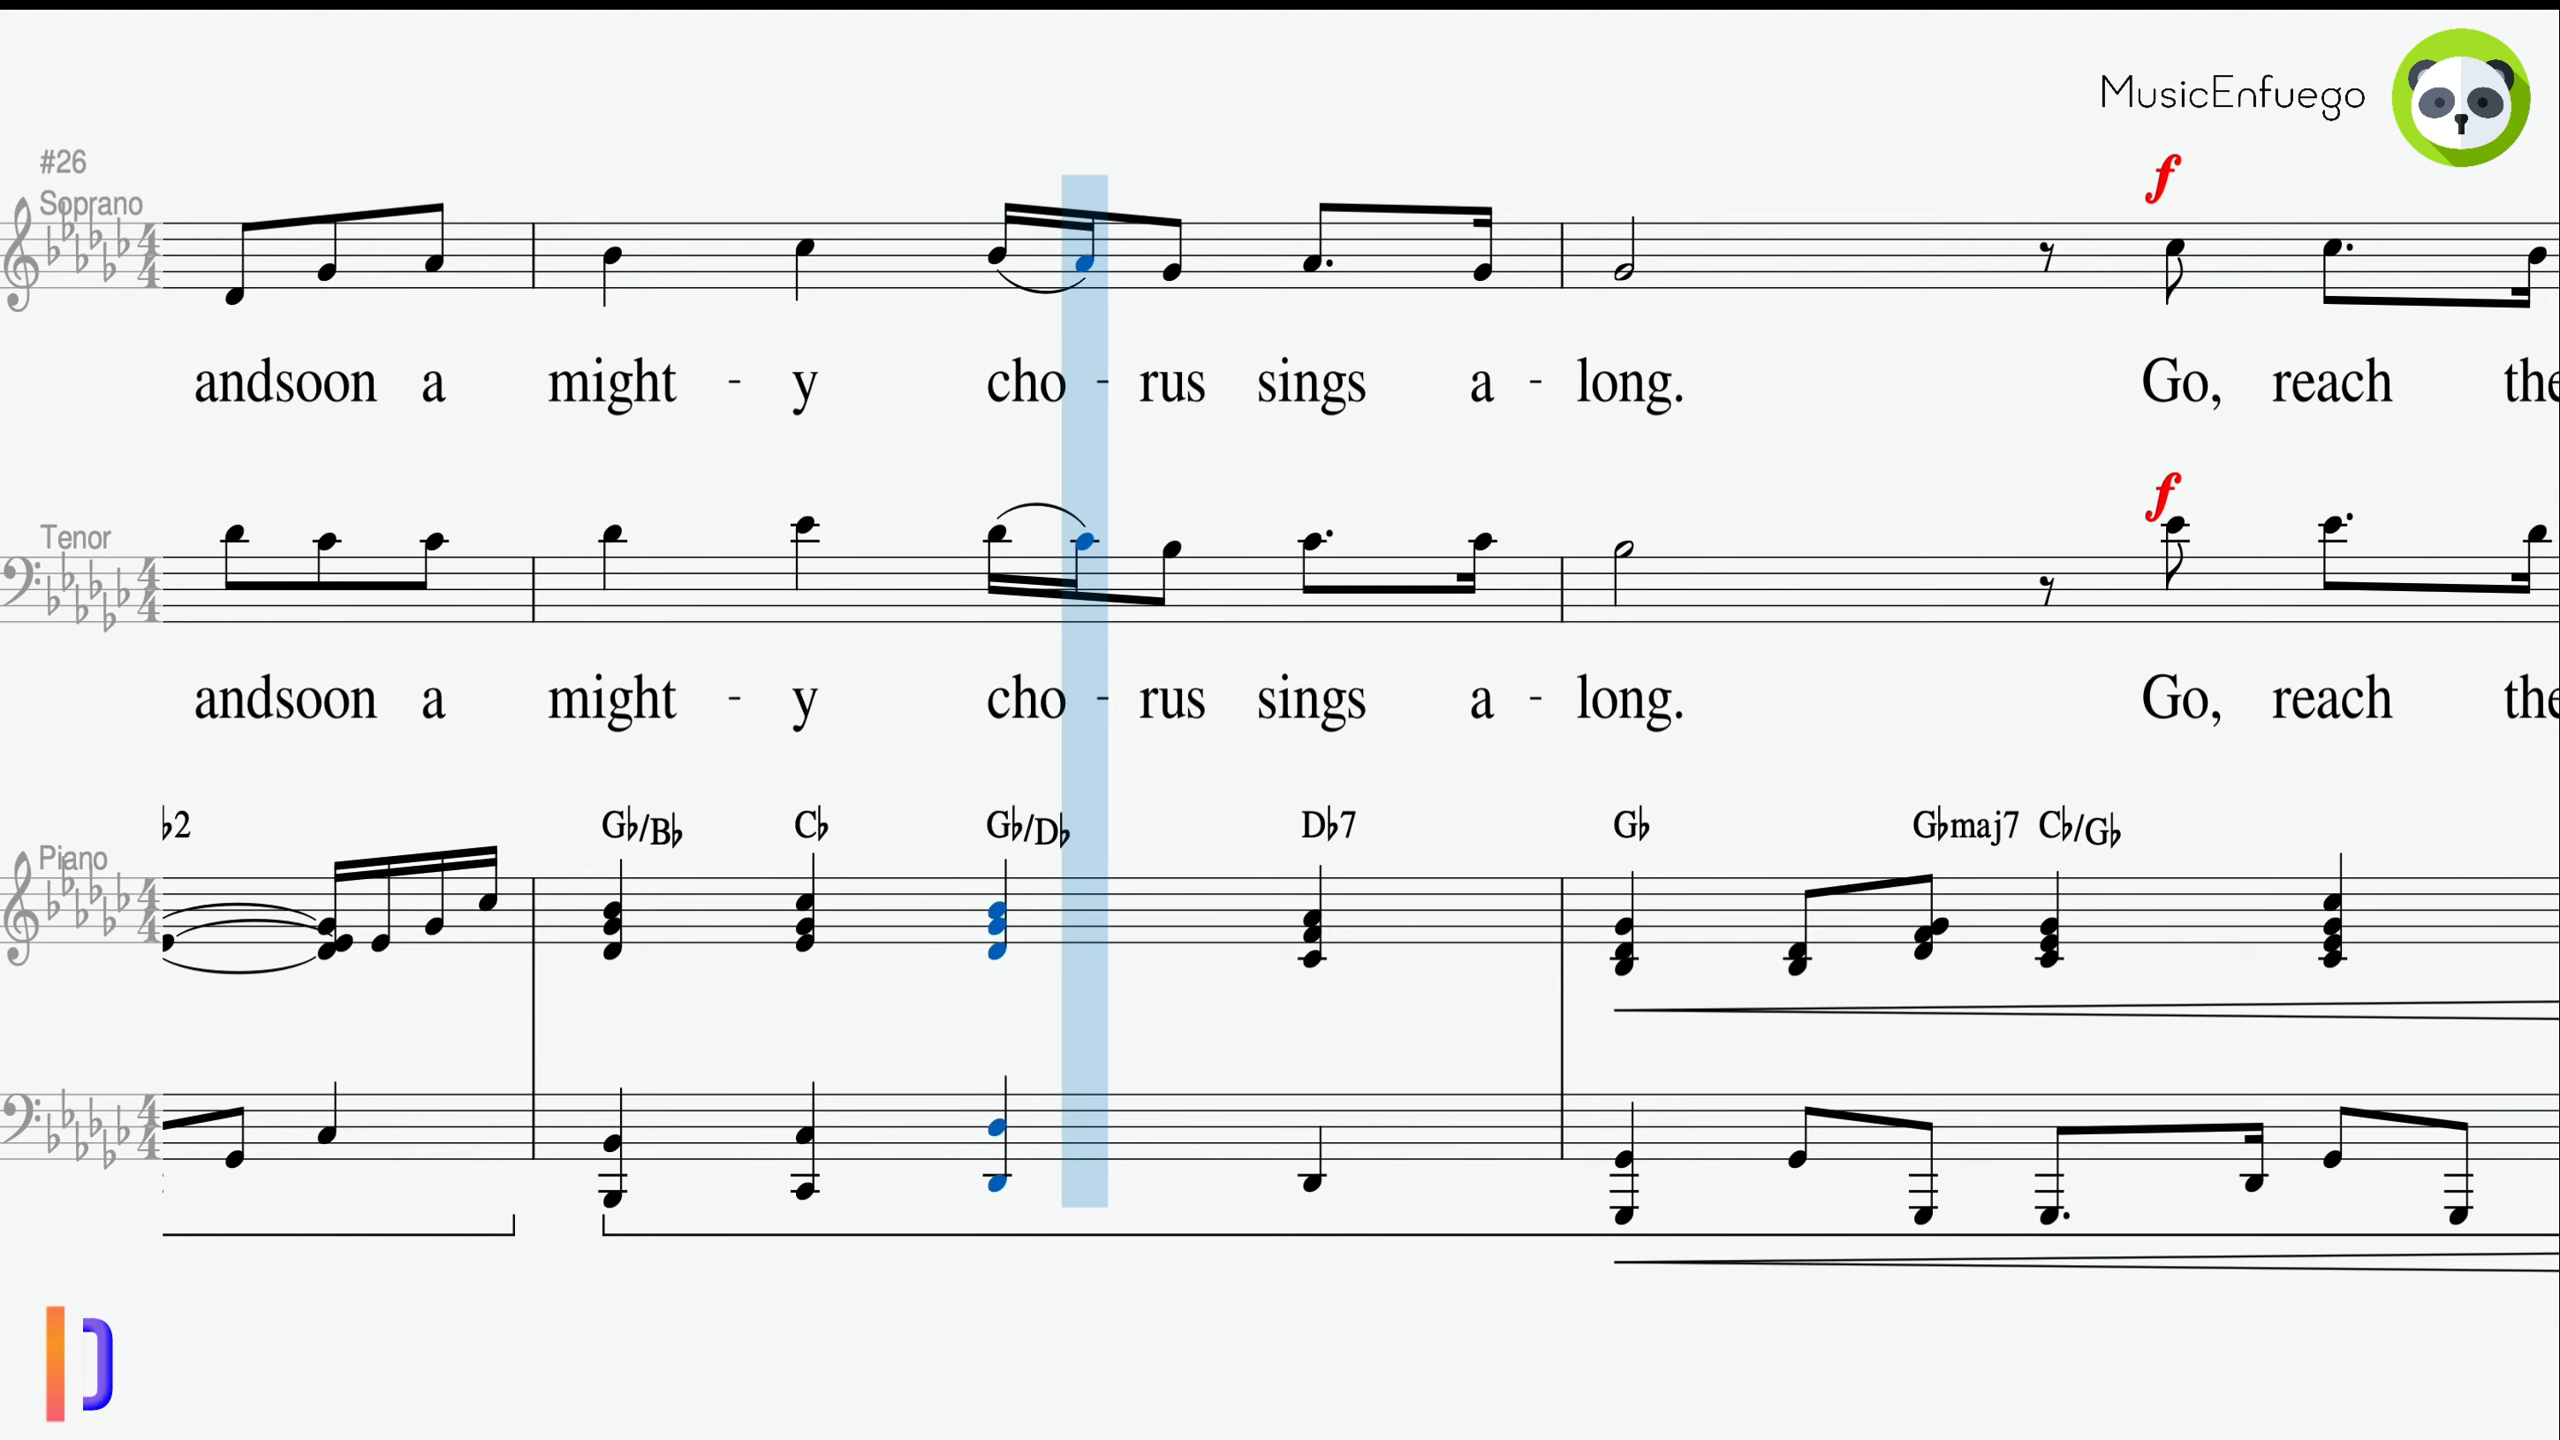 MusicEnfuego
#26
Soprano
f
andsoon a might - y cho - rus sings a - long. Go, reach the
Tenor
f
andsoon a might - y cho - rus sings a - long. Go, reach the
♭2 G♭/B♭ C♭ G♭/D♭ D♭7 G♭ G♭maj7 C♭/G♭
Piano